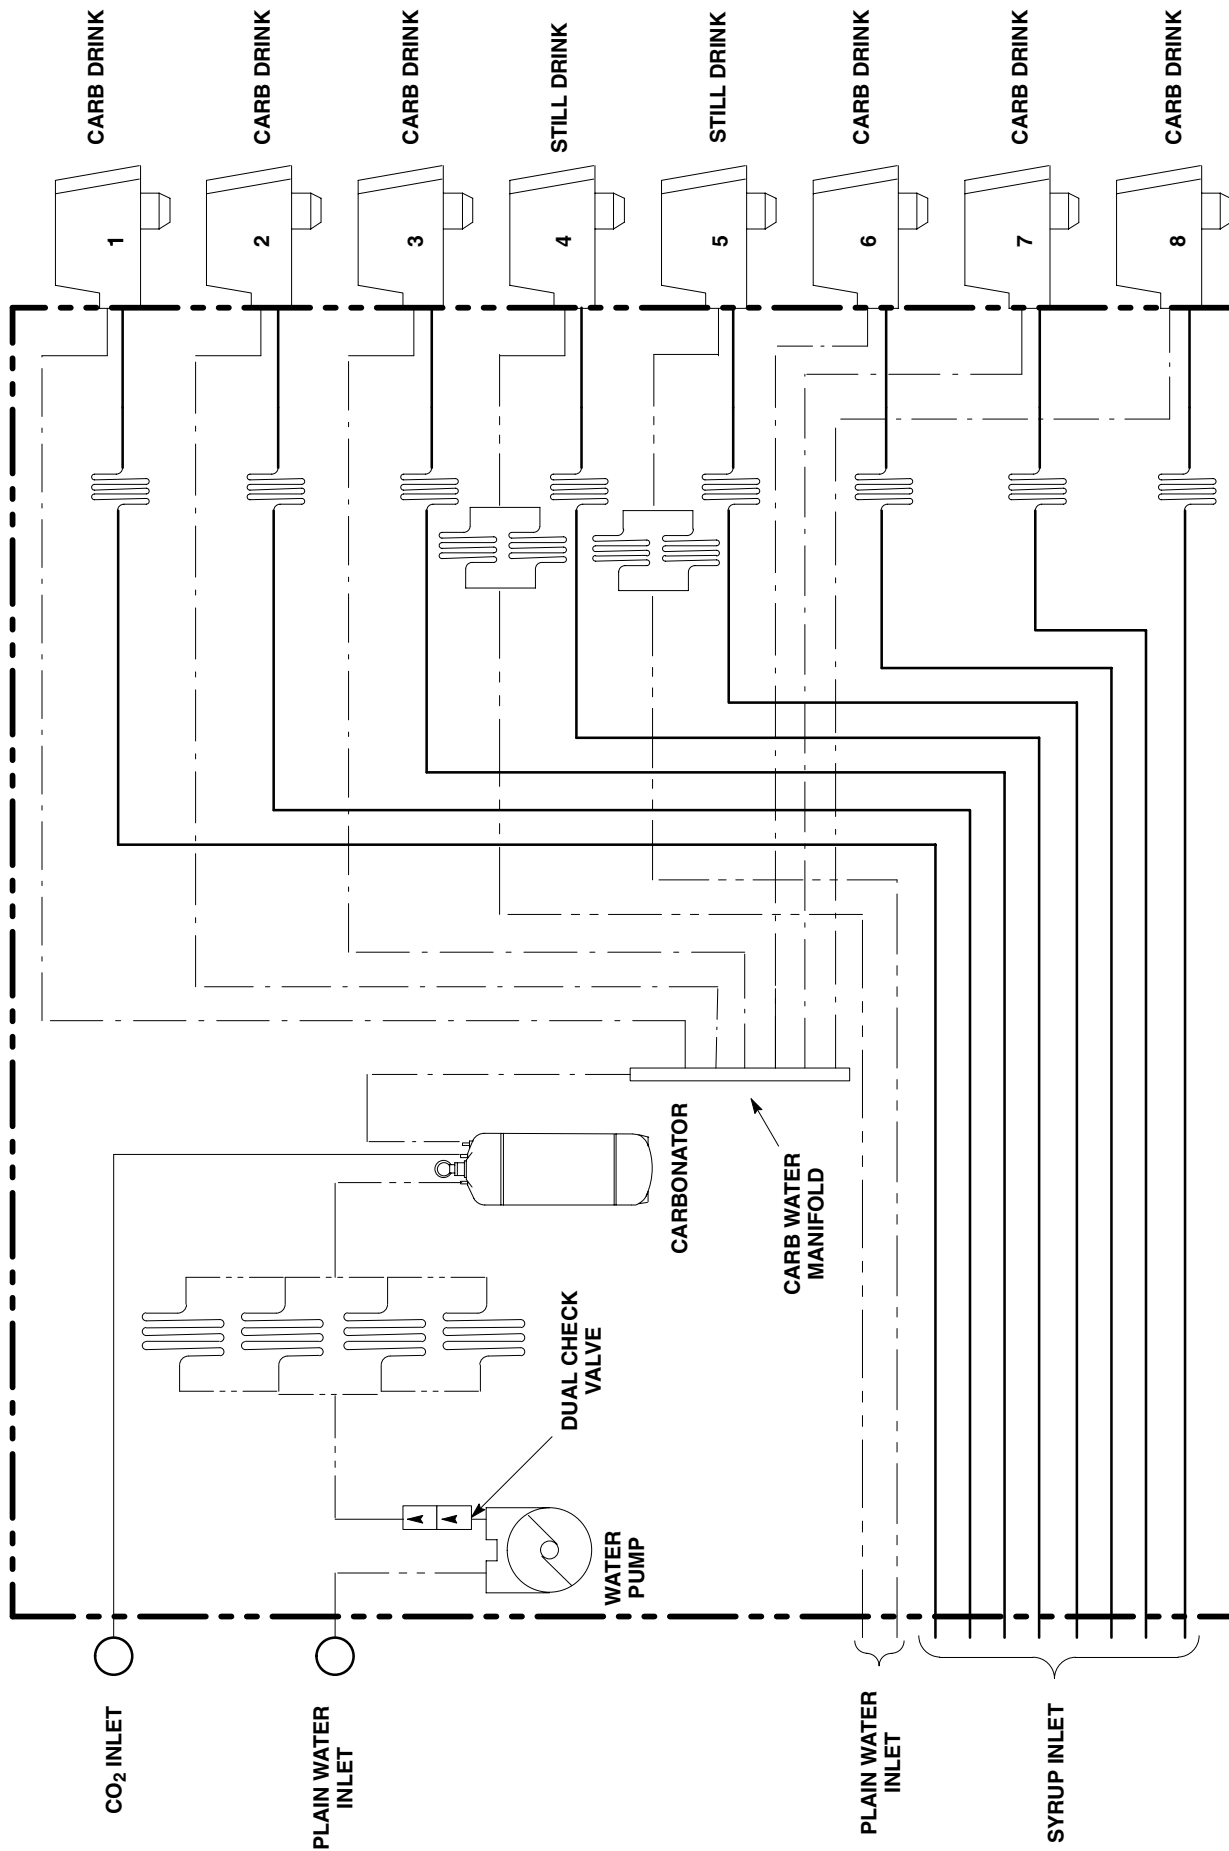 CARB DRINK
CARB DRINK
CARB DRINK
STILL DRINK
STILL DRINK
CARB DRINK
CARB DRINK
CARB DRINK
1
2
3
4
5
6
7
8
CARBONATOR
CARB WATER
MANIFOLD
DUAL CHECK
VALVE
WATER
PUMP
CO2 INLET
PLAIN WATER
INLET
PLAIN WATER
INLET
SYRUP INLET